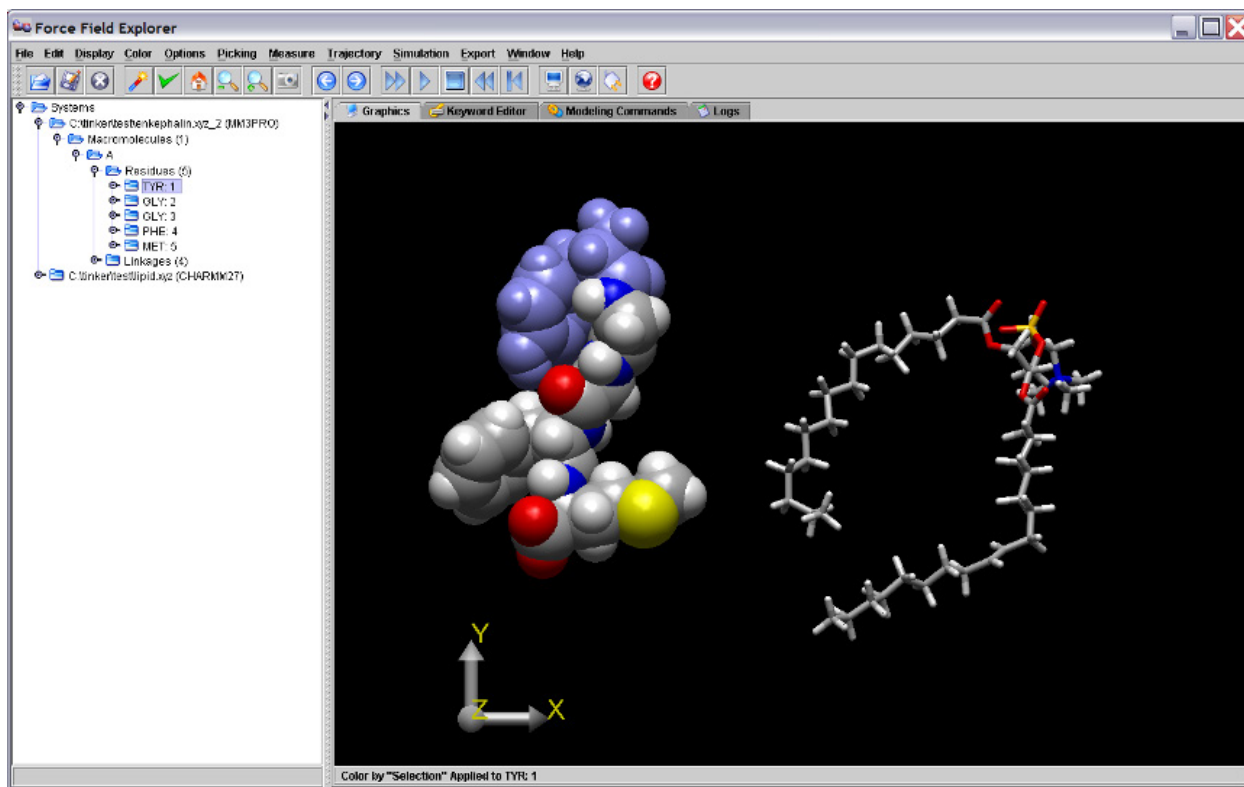 Force Field Explorer
File Edit Display Color Options Picking Measure Trajectory Simulation Export Window Help
Graphics Keyword Editor Modeling Commands Logs
Systems
C:\tinker\test\enkephalin.xyz_2 (MM3PRO)
Macromolecules (1)
A
Residues (5)
TYR: 1
GLY: 2
GLY: 3
PHE: 4
MET: 5
Linkages (4)
C:\tinker\test\lipid.xyz (CHARMM27)
Y
Z X
Color by "Selection" Applied to TYR: 1